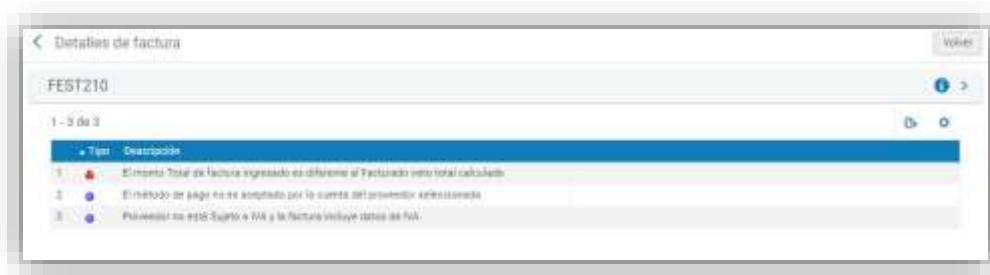 Detalles de factura
Volver
FEST210
1 - 3 de 3
Tipo Descripción
1 El monto Total de factura ingresado es diferente al Facturado neto total calculado
2 El método de pago no es aceptado por la cuenta del proveedor seleccionada
3 Proveedor no está Sujeto a IVA y la factura incluye datos de IVA